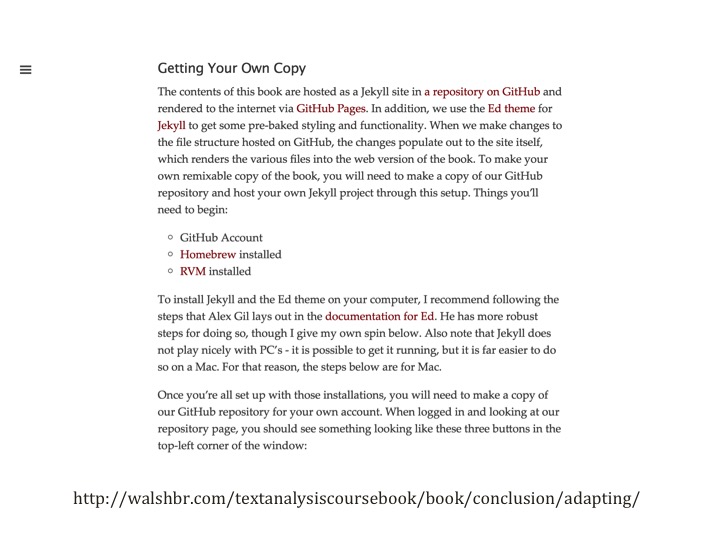 Getting Your Own Copy
The contents of this book are hosted as a Jekyll site in a repository on GitHub and
rendered to the internet via GitHub Pages. In addition, we use the Ed theme for
Jekyll to get some pre-baked styling and functionality. When we make changes to
the file structure hosted on GitHub, the changes populate out to the site itself,
which renders the various files into the web version of the book. To make your
own remixable copy of the book, you will need to make a copy of our GitHub
repository and host your own Jekyll project through this setup. Things you'll
need to begin:
GitHub Account
Homebrew installed
RVM installed
To install Jekyll and the Ed theme on your computer, I recommend following the
steps that Alex Gil lays out in the documentation for Ed. He has more robust
steps for doing so, though I give my own spin below. Also note that Jekyll does
not play nicely with PC's - it is possible to get it running, but it is far easier to do
so on a Mac. For that reason, the steps below are for Mac.
Once you're all set up with those installations, you will need to make a copy of
our GitHub repository for your own account. When logged in and looking at our
repository page, you should see something looking like these three buttons in the
top-left corner of the window:
http://walshbr.com/textanalysiscoursebook/book/conclusion/adapting/